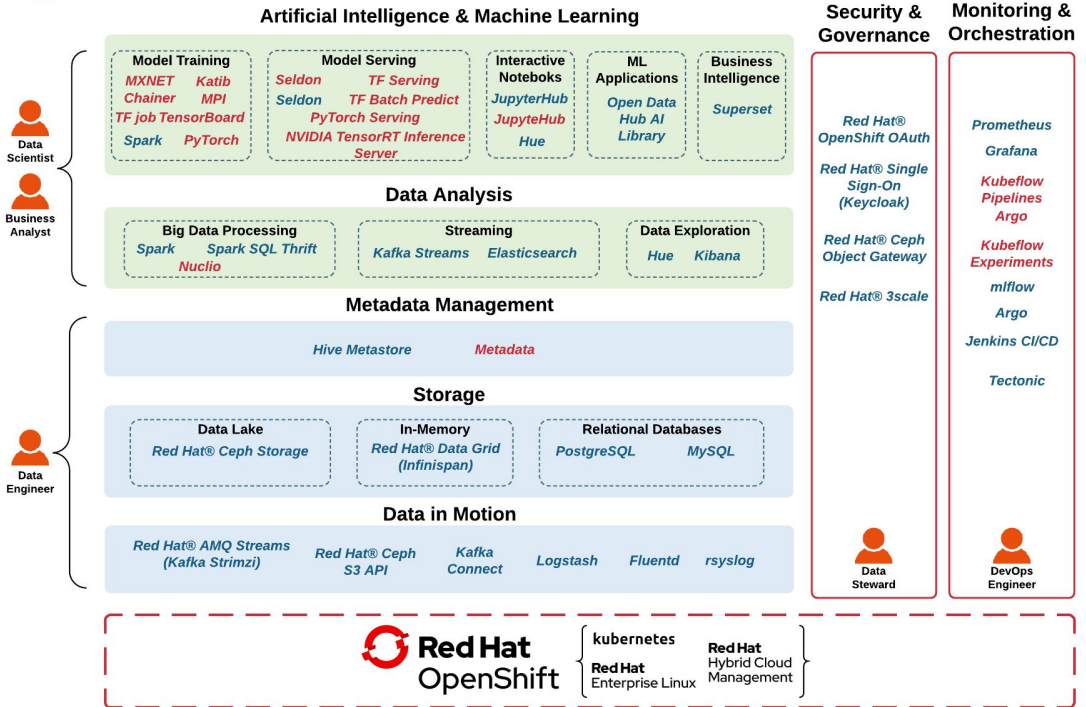 Artificial Intelligence & Machine Learning
Security &
Governance
Monitoring &
Orchestration
Model Training
MXNET Katib
Chainer MPI
TF job TensorBoard
Spark PyTorch
Model Serving
Seldon TF Serving
Seldon TF Batch Predict
PyTorch Serving
NVIDIA TensorRT Inference
Server
Interactive
Noteboks
JupyterHub
JupyteHub
Hue
ML
Applications
Open Data
Hub AI
Library
Business
Intelligence
Superset
Data
Scientist
Business
Analyst
Data Analysis
Big Data Processing
Spark Spark SQL Thrift
Nuclio
Streaming
Kafka Streams Elasticsearch
Data Exploration
Hue Kibana
Metadata Management
Hive Metastore Metadata
Storage
Data Lake
Red Hat® Ceph Storage
In-Memory
Red Hat® Data Grid
(Infinispan)
Relational Databases
PostgreSQL MySQL
Data
Engineer
Data in Motion
Red Hat® AMQ Streams
(Kafka Strimzi)
Red Hat® Ceph
S3 API
Kafka
Connect
Logstash
Fluentd
rsyslog
Red Hat®
OpenShift OAuth
Red Hat® Single
Sign-On
(Keycloak)
Red Hat® Ceph
Object Gateway
Red Hat® 3scale
Data
Steward
Prometheus
Grafana
Kubeflow
Pipelines
Argo
Kubeflow
Experiments
mlflow
Argo
Jenkins CI/CD
Tectonic
DevOps
Engineer
Red Hat
OpenShift
kubernetes
Red Hat
Enterprise Linux
Red Hat
Hybrid Cloud
Management